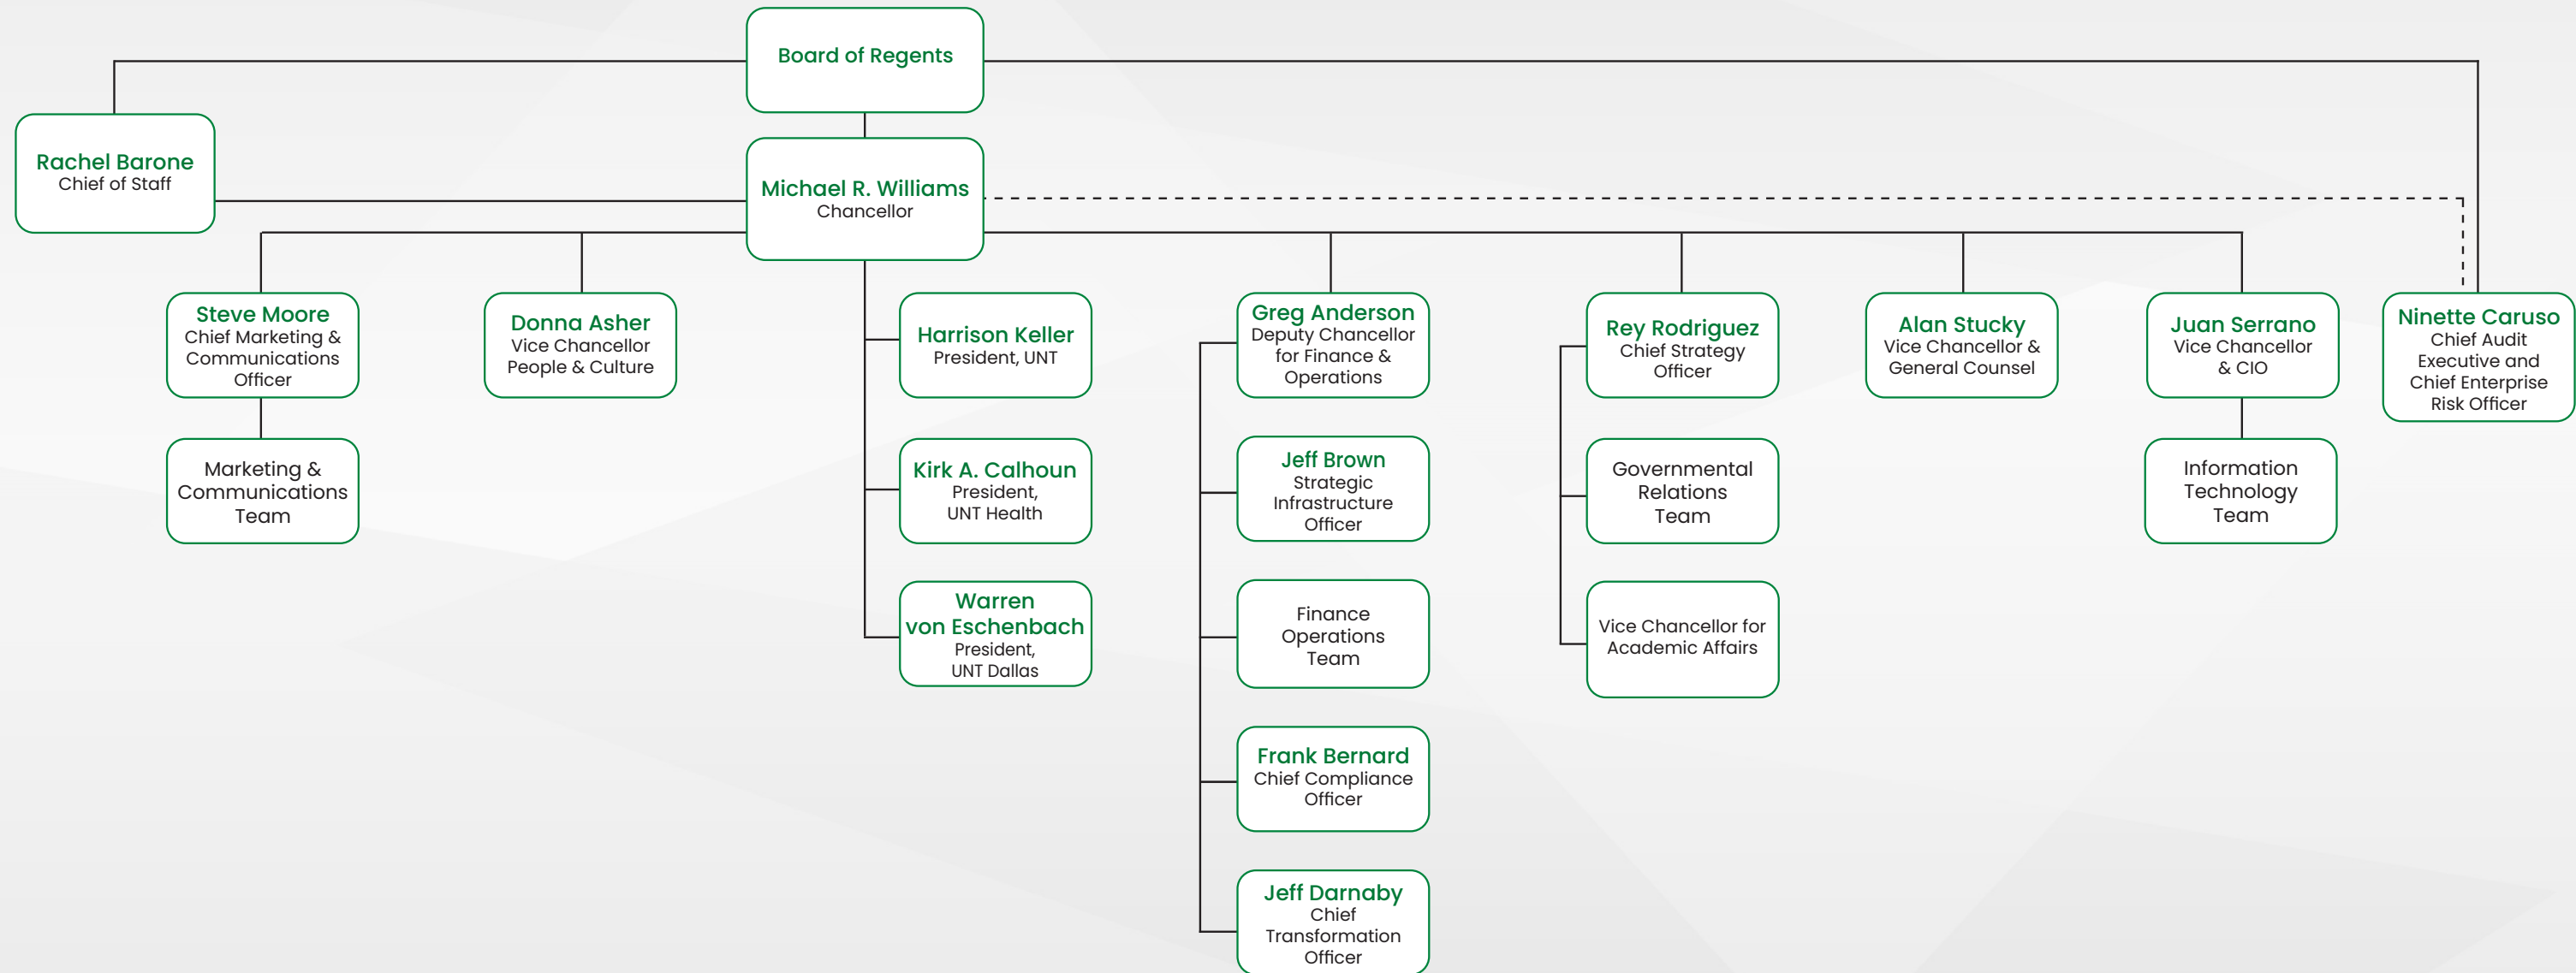 Board of Regents
Rachel Barone
Chief of Staff
Michael R. Williams
Chancellor
Steve Moore
Chief Marketing &
Communications
Officer
Marketing &
Communications
Team
Donna Asher
Vice Chancellor
People & Culture
Harrison Keller
President, UNT
Kirk A. Calhoun
President,
UNT Health
Warren
von Eschenbach
President,
UNT Dallas
Greg Anderson
Deputy Chancellor
for Finance &
Operations
Jeff Brown
Strategic
Infrastructure
Officer
Finance
Operations
Team
Frank Bernard
Chief Compliance
Officer
Jeff Darnaby
Chief
Transformation
Officer
Rey Rodriguez
Chief Strategy
Officer
Governmental
Relations
Team
Vice Chancellor for
Academic Affairs
Alan Stucky
Vice Chancellor &
General Counsel
Juan Serrano
Vice Chancellor
& CIO
Information
Technology
Team
Ninette Caruso
Chief Audit
Executive and
Chief Enterprise
Risk Officer